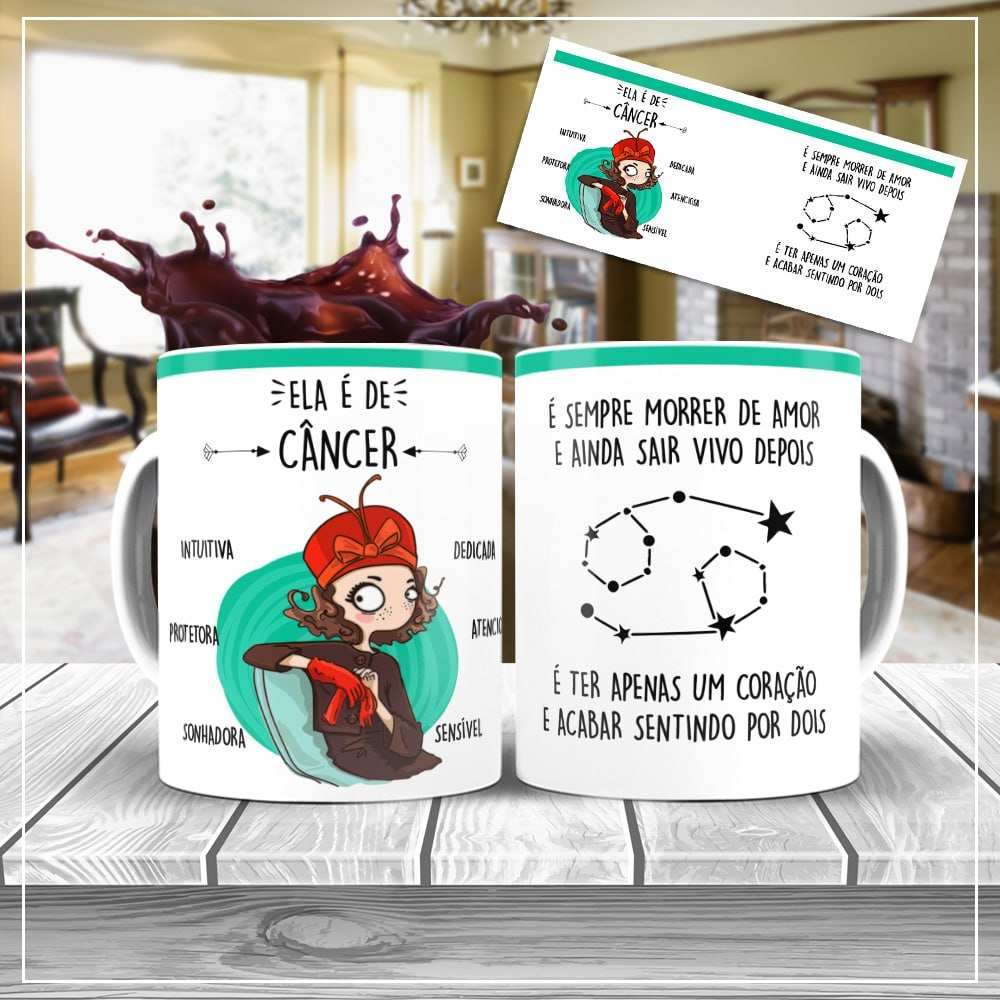 ELA É DE
CÂNCER
INTUITIVA
DEDICADA
PROTETORA
ATENCIOSA
SONHADORA
SENSÍVEL
É SEMPRE MORRER DE AMOR
E AINDA SAIR VIVO DEPOIS
É TER APENAS UM CORAÇÃO
E ACABAR SENTINDO POR DOIS
ELA É DE
CÂNCER
INTUITIVA
DEDICADA
PROTETORA
ATENCIO
SONHADORA
SENSÍVEL
É SEMPRE MORRER DE AMOR
E AINDA SAIR VIVO DEPOIS
É TER APENAS UM CORAÇÃO
E ACABAR SENTINDO POR DOIS